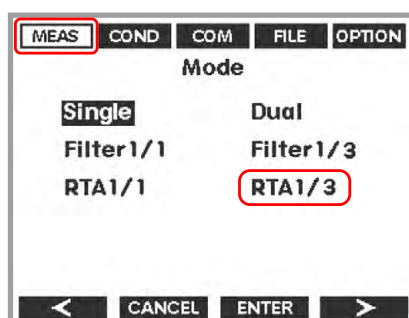 MEAS COND COM FILE OPTION
Mode
Single Dual
Filter1/1 Filter1/3
RTA1/1 RTA1/3
< CANCEL ENTER >